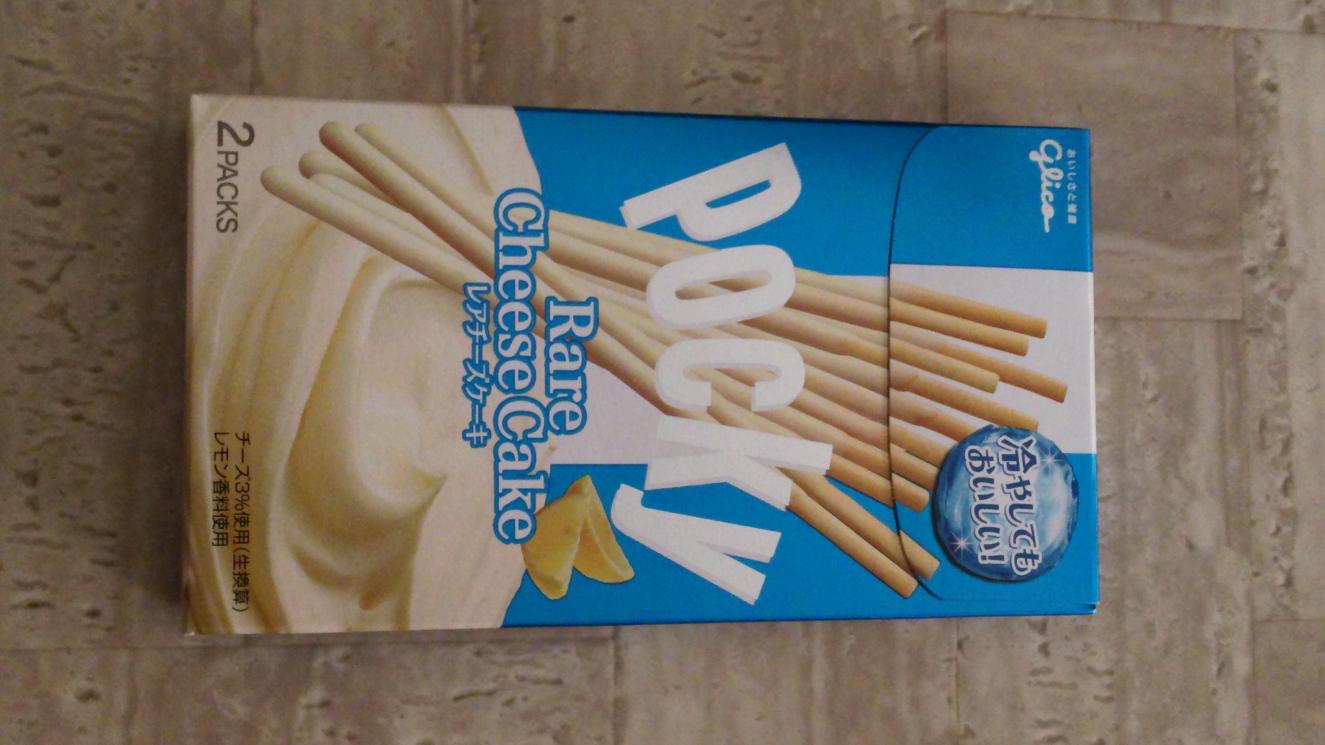 おいしさと健康
Glico
冷やしても
おいしい!
POCKY
Rare
Cheese Cake
レアチーズケーキ
チーズ3%使用(生換算)
レモン香料使用
2 PACKS